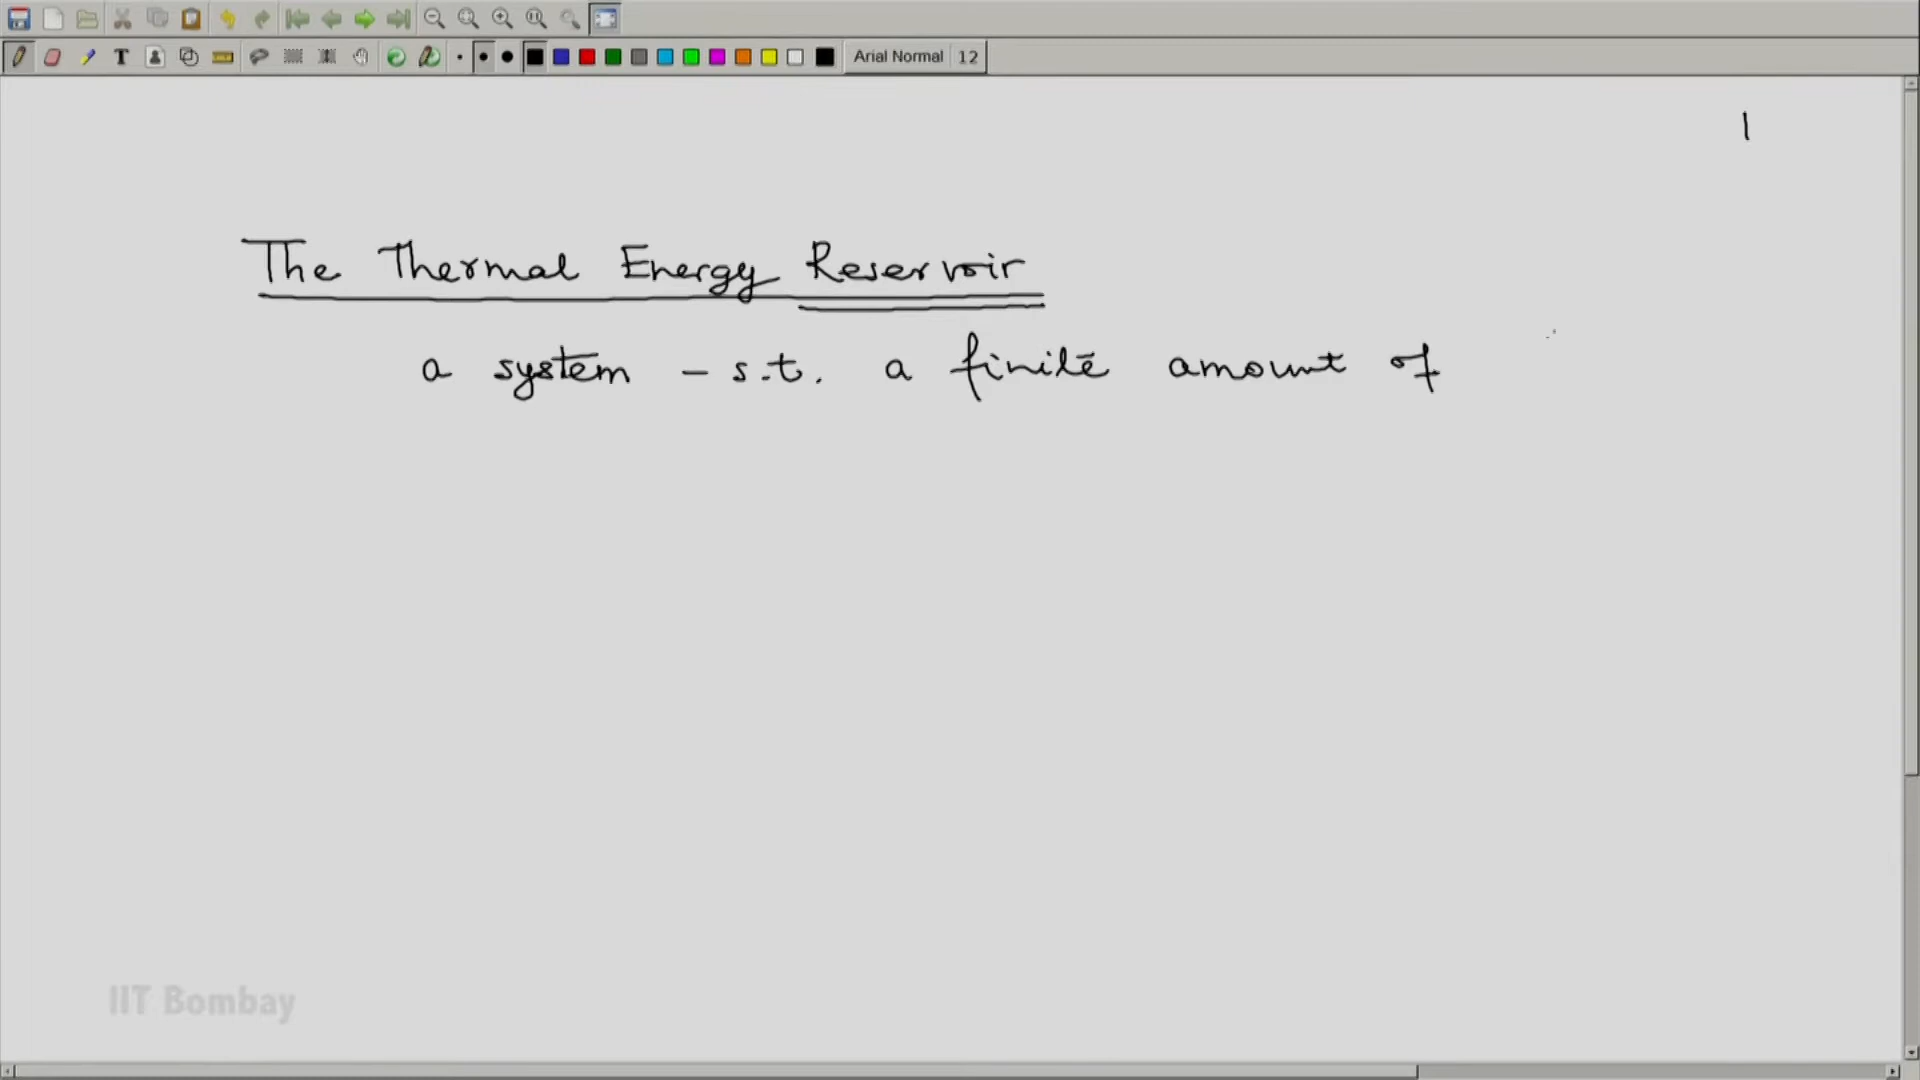 Arial Normal 12
1
The Thermal Energy Reservoir
a system - s.t. a finite amount of
IIT Bombay